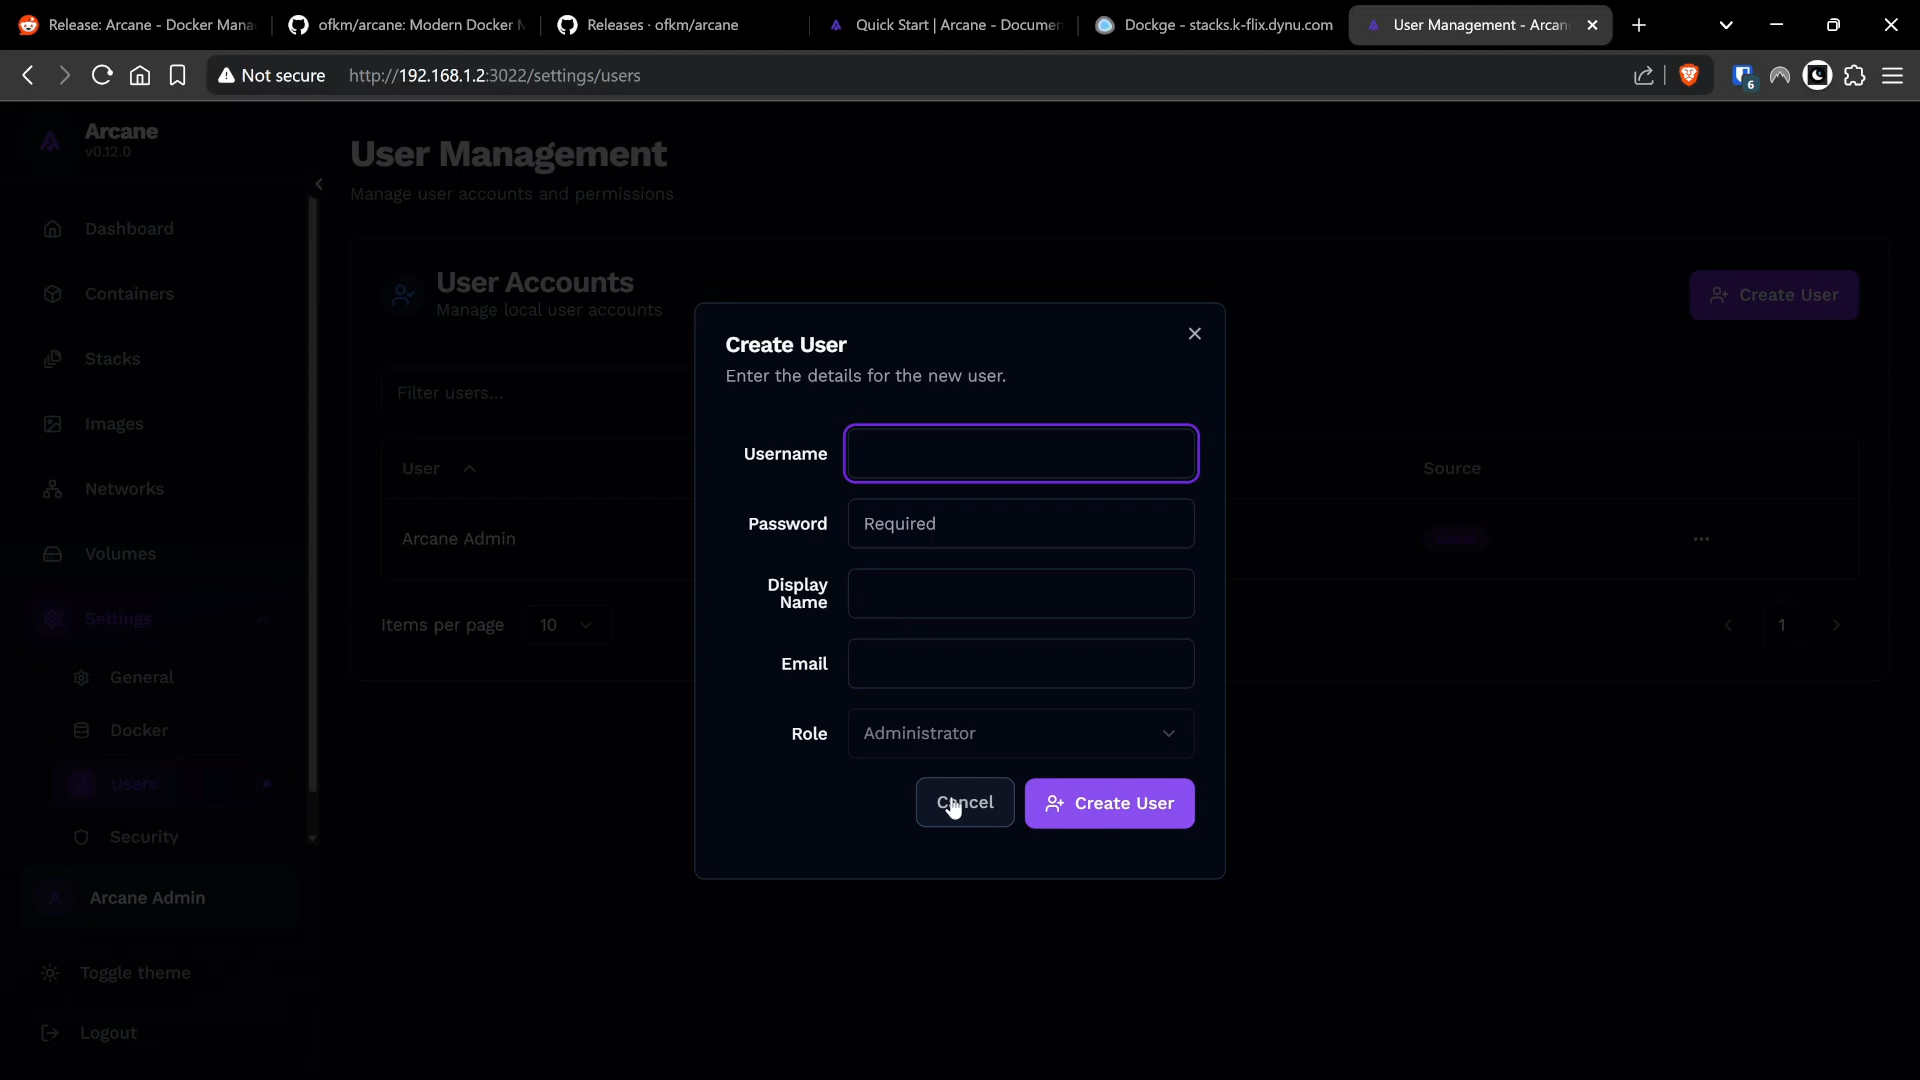 Release: Arcane - Docker Mana
ofkm/arcane: Modern Docker M
Releases · ofkm/arcane
Quick Start | Arcane - Documen
Dockge - stacks.k-flix.dynu.com
User Management - Arcan
Not secure
http://192.168.1.2:3022/settings/users
6
Arcane
v0.12.0
Dashboard
Containers
Stacks
Images
Networks
Volumes
Settings
General
Docker
Users
Security
Arcane Admin
Toggle theme
Logout
User Management
Manage user accounts and permissions
User Accounts
Manage local user accounts
Create User
Filter users...
User
Source
Arcane Admin
Items per page
10
1
Create User
Enter the details for the new user.
Username
Password
Required
Display
Name
Email
Role
Administrator
Cancel
Create User